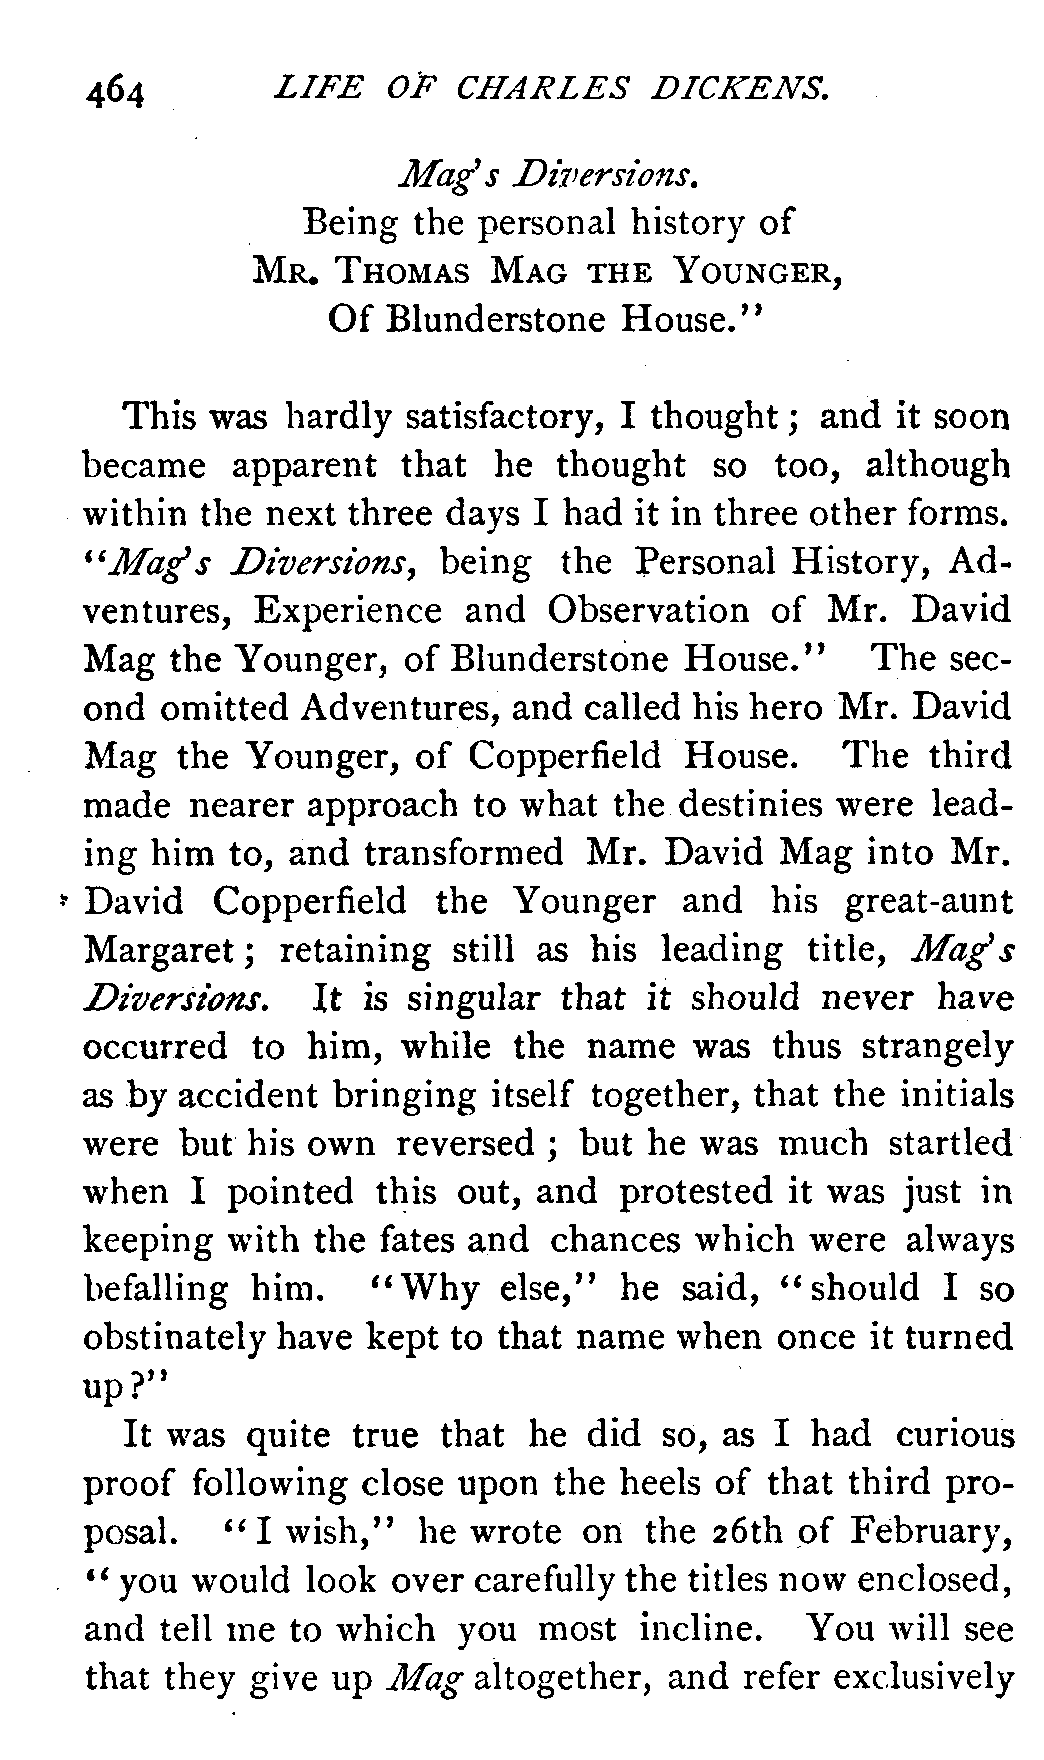 464 LIFE OF CHARLES DICKENS.
Mag's Diversions.
Being the personal history of
MR. THOMAS MAG THE YOUNGER,
Of Blunderstone House."
This was hardly satisfactory, I thought; and it soon
became apparent that he thought so too, although
within the next three days I had it in three other forms.
"Mag's Diversions, being the Personal History, Ad-
ventures, Experience and Observation of Mr. David
Mag the Younger, of Blunderstone House." The sec-
ond omitted Adventures, and called his hero Mr. David
Mag the Younger, of Copperfield House. The third
made nearer approach to what the destinies were lead-
ing him to, and transformed Mr. David Mag into Mr.
David Copperfield the Younger and his great-aunt
Margaret; retaining still as his leading title, Mag's
Diversions. It is singular that it should never have
occurred to him, while the name was thus strangely
as by accident bringing itself together, that the initials
were but his own reversed; but he was much startled
when I pointed this out, and protested it was just in
keeping with the fates and chances which were always
befalling him. "Why else," he said, "should I so
obstinately have kept to that name when once it turned
up?"
It was quite true that he did so, as I had curious
proof following close upon the heels of that third pro-
posal. "I wish," he wrote on the 26th of February,
"you would look over carefully the titles now enclosed,
and tell me to which you most incline. You will see
that they give up Mag altogether, and refer exclusively